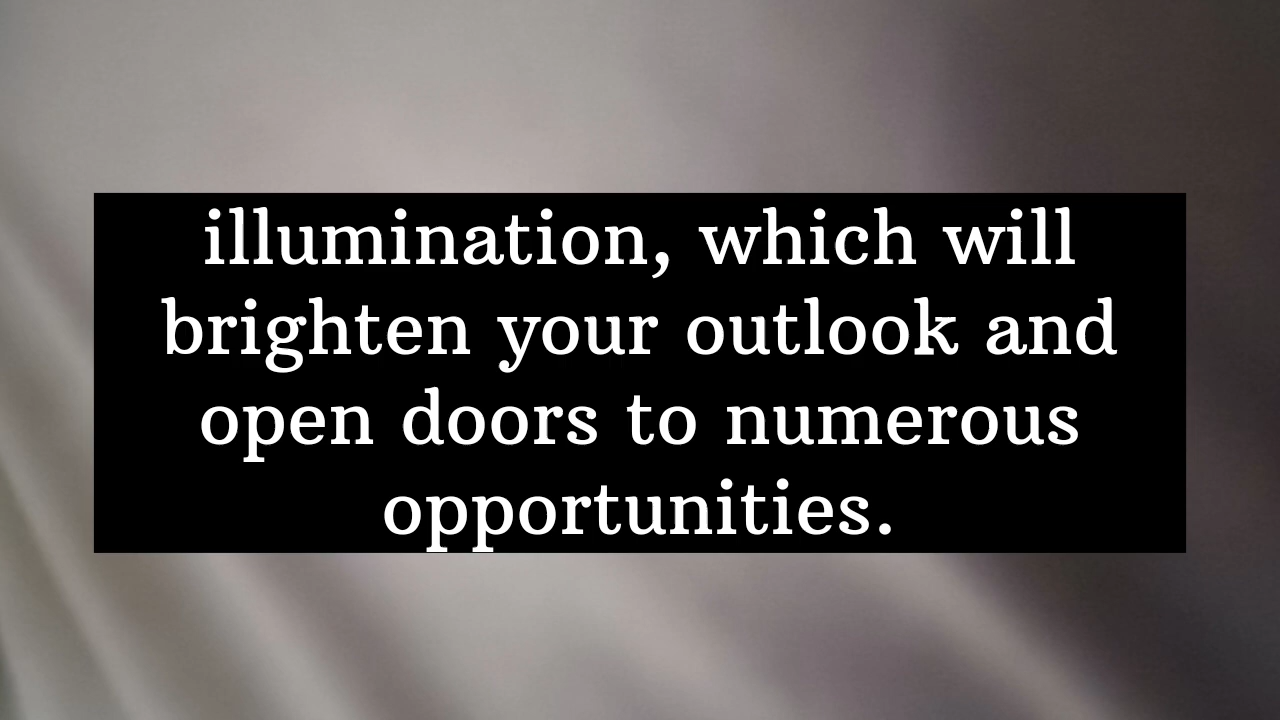 illumination, which will
brighten your outlook and
open doors to numerous
opportunities.